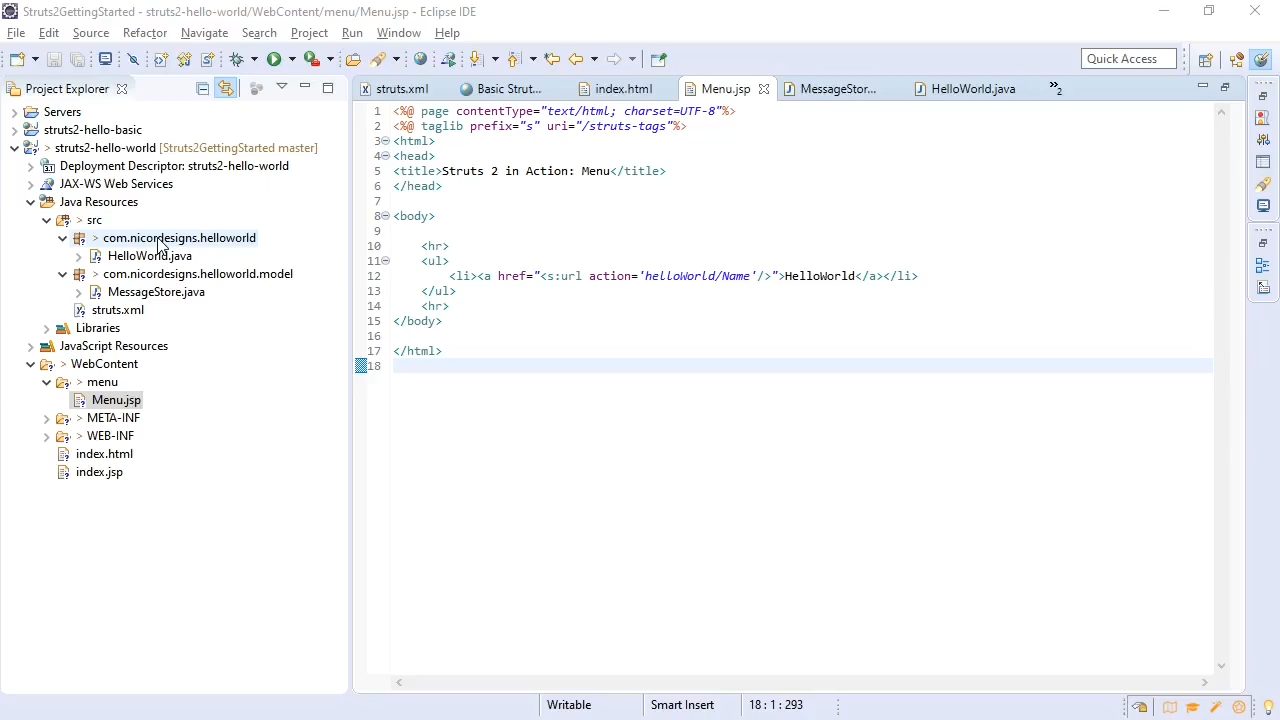 Struts2GettingStarted - struts2-hello-world/WebContent/menu/Menu.jsp - Eclipse IDE
File Edit Source Refactor Navigate Search Project Run Window Help
Quick Access
Project Explorer
struts.xml Basic Strut... index.html Menu.jsp MessageStor... HelloWorld.java »2
Servers
struts2-hello-basic
> struts2-hello-world [Struts2GettingStarted master]
Deployment Descriptor: struts2-hello-world
JAX-WS Web Services
Java Resources
> src
> com.nicordesigns.helloworld
HelloWorld.java
> com.nicordesigns.helloworld.model
MessageStore.java
struts.xml
Libraries
JavaScript Resources
> WebContent
> menu
Menu.jsp
> META-INF
> WEB-INF
index.html
index.jsp
1 <%@ page contentType="text/html; charset=UTF-8"%>
2 <%@ taglib prefix="s" uri="/struts-tags"%>
3 <html>
4 <head>
5 <title>Struts 2 in Action: Menu</title>
6 </head>
7
8 <body>
9
10 <hr>
11 <ul>
12 <li><a href="<s:url action='helloWorld/Name'/>">HelloWorld</a></li>
13 </ul>
14 <hr>
15 </body>
16
17 </html>
18
Writable Smart Insert 18 : 1 : 293